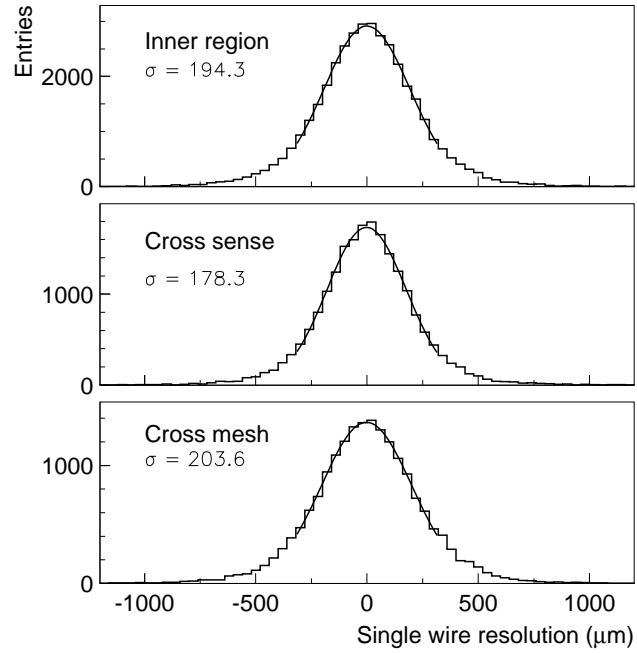 Entries
Inner region
σ = 194.3
2000
0
Cross sense
σ = 178.3
1000
0
Cross mesh
σ = 203.6
1000
0
-1000 -500 0 500 1000
Single wire resolution (μm)